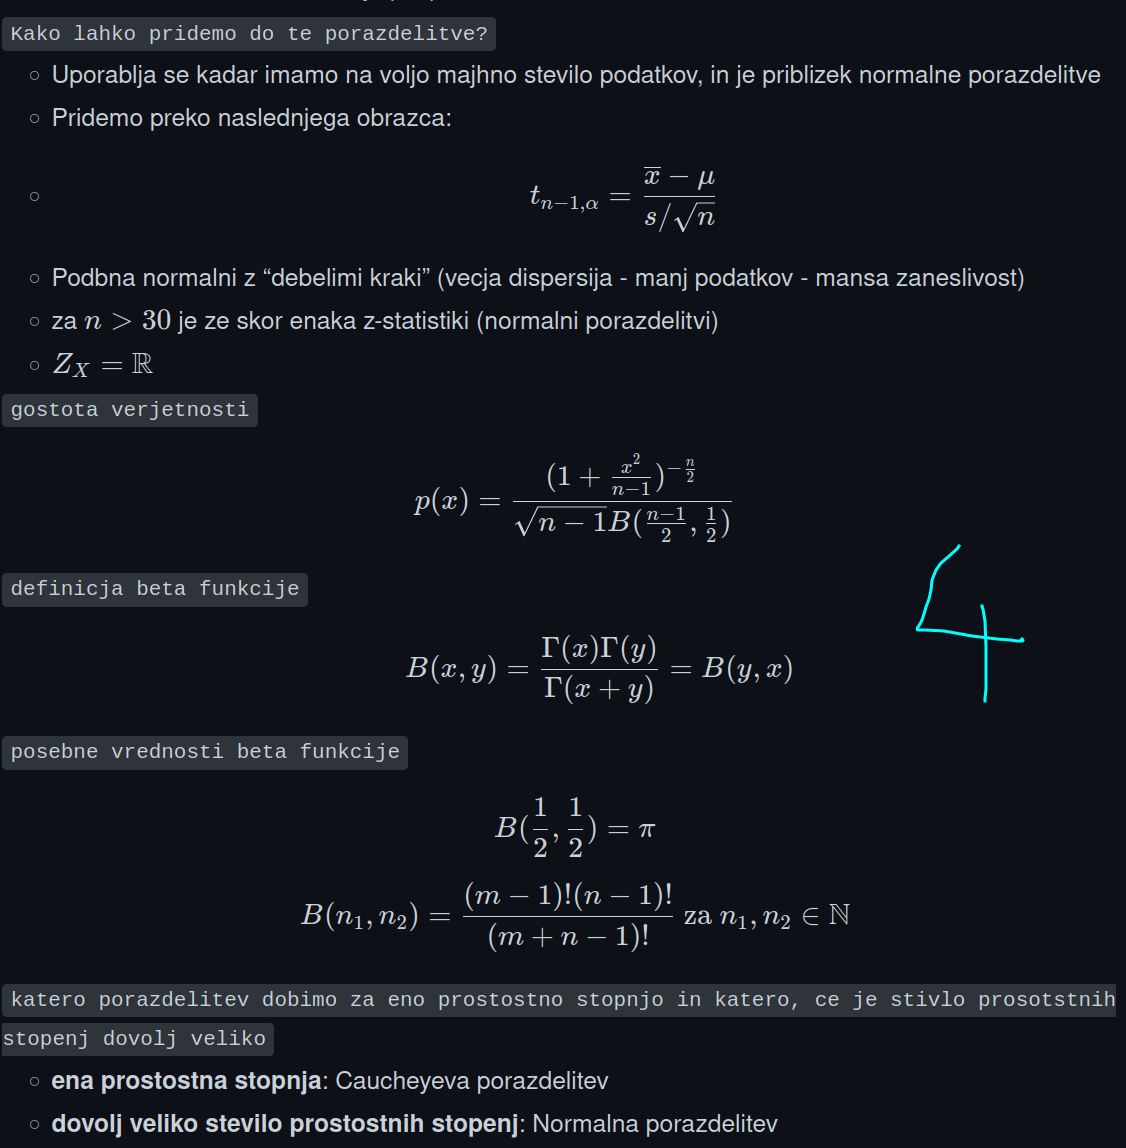 Kako lahko pridemo do te porazdelitve?
○ Uporablja se kadar imamo na voljo majhno stevilo podatkov, in je priblizek normalne porazdelitve
○ Pridemo preko naslednjega obrazca:
○ $t_{n-1,\alpha} = \frac{\overline{x} - \mu}{s/\sqrt{n}}$
○ Podbna normalni z “debelimi kraki” (vecja dispersija - manj podatkov - mansa zaneslivost)
○ za $n > 30$ je ze skor enaka z-statistiki (normalni porazdelitvi)
○ $Z_X = \mathbb{R}$
gostota verjetnosti
$p(x) = \frac{(1 + \frac{x^2}{n-1})^{-\frac{n}{2}}}{\sqrt{n-1}B(\frac{n-1}{2}, \frac{1}{2})}$
definicja beta funkcije
$B(x, y) = \frac{\Gamma(x)\Gamma(y)}{\Gamma(x + y)} = B(y, x)$
4
posebne vrednosti beta funkcije
$B(\frac{1}{2}, \frac{1}{2}) = \pi$
$B(n_1, n_2) = \frac{(m - 1)!(n - 1)!}{(m + n - 1)!}$ za $n_1, n_2 \in \mathbb{N}$
katero porazdelitev dobimo za eno prostostno stopnjo in katero, ce je stivlo prosotstnih
stopenj dovolj veliko
○ ena prostostna stopnja: Caucheyeva porazdelitev
○ dovolj veliko stevilo prostostnih stopenj: Normalna porazdelitev